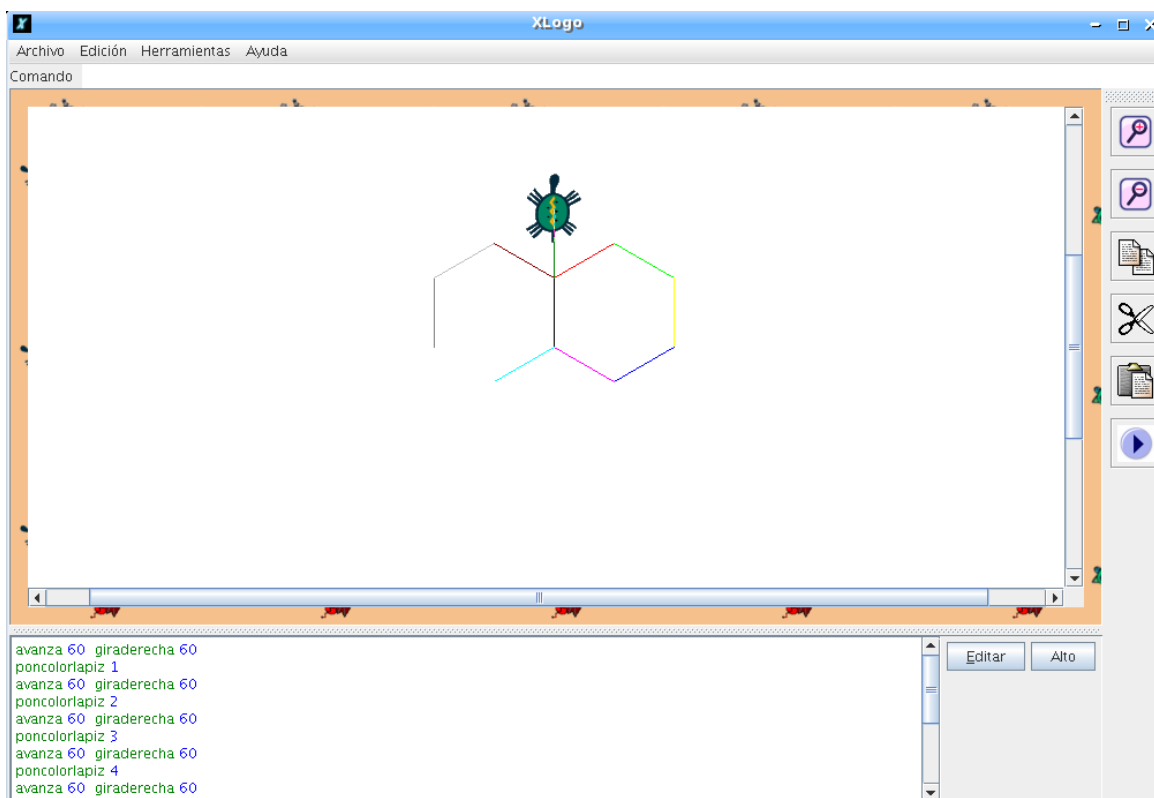 XLogo
Archivo Edición Herramientas Ayuda
Comando
avanza 60 giraderecha 60
poncolorlapiz 1
avanza 60 giraderecha 60
poncolorlapiz 2
avanza 60 giraderecha 60
poncolorlapiz 3
avanza 60 giraderecha 60
poncolorlapiz 4
avanza 60 giraderecha 60
Editar Alto